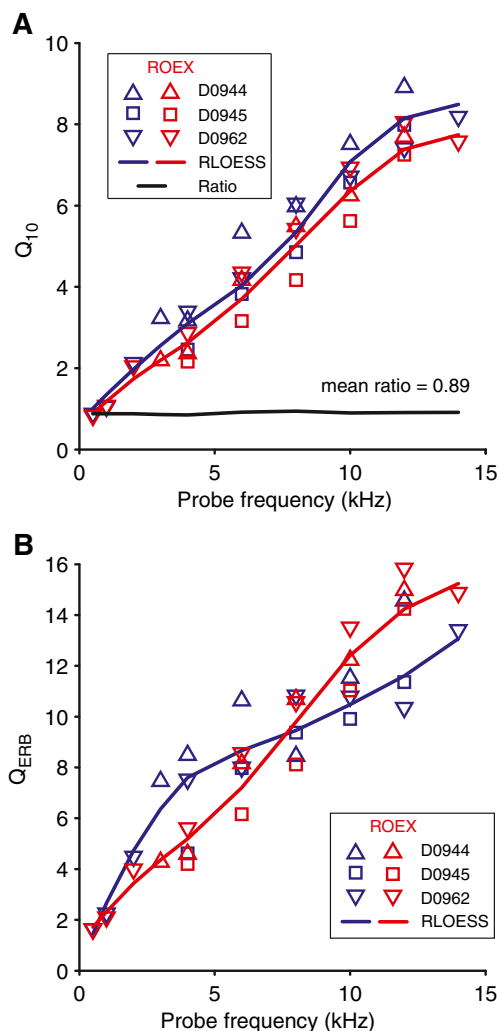 A
10
8
6
4
2
0
Q10
ROEX
D0944
D0945
D0962
RLOESS
Ratio
mean ratio = 0.89
0 5 10 15
Probe frequency (kHz)
B
16
14
12
10
8
6
4
2
0
QERB
ROEX
D0944
D0945
D0962
RLOESS
0 5 10 15
Probe frequency (kHz)